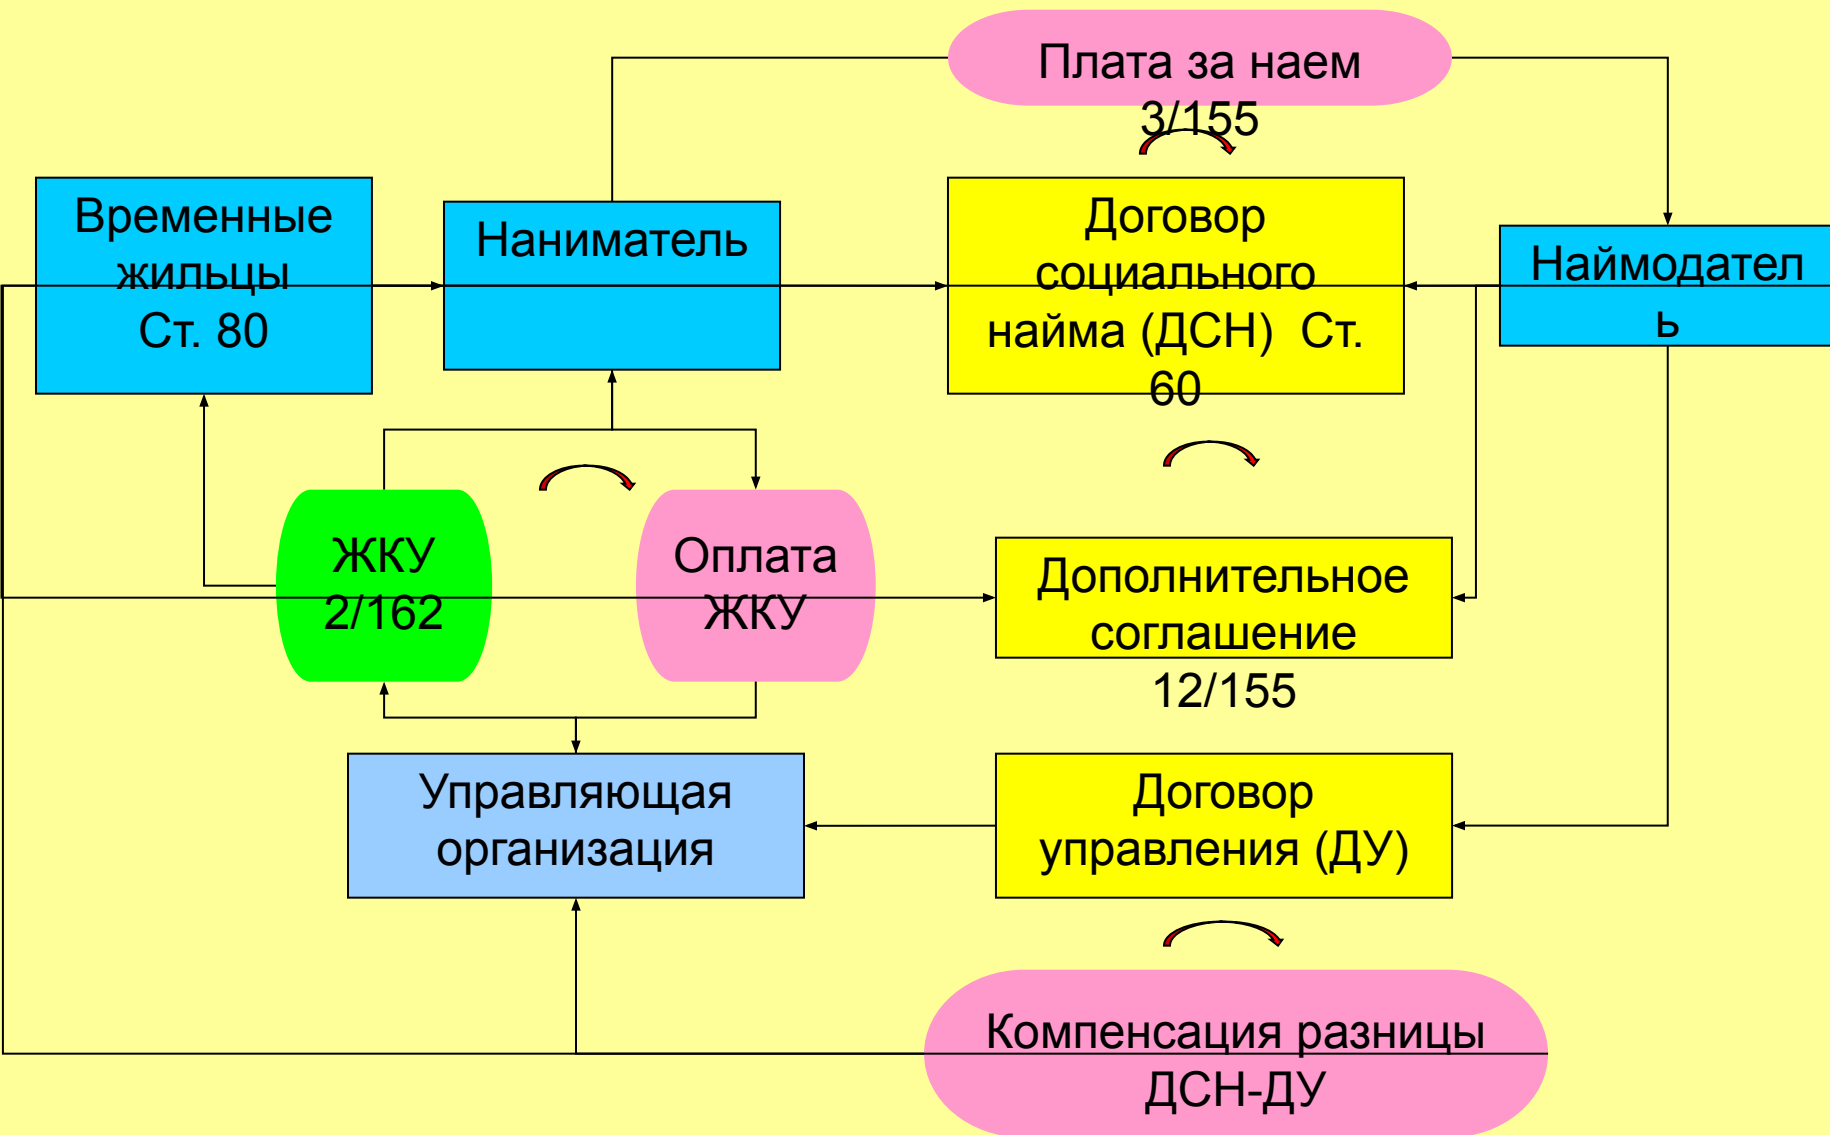 Плата за наем
3/155
Временные
жильцы
Ст. 80
Наниматель
Договор
социального
найма (ДСН) Ст.
60
Наймодател
ь
ЖКУ
2/162
Оплата
ЖКУ
Дополнительное
соглашение
12/155
Управляющая
организация
Договор
управления (ДУ)
Компенсация разницы
ДСН-ДУ